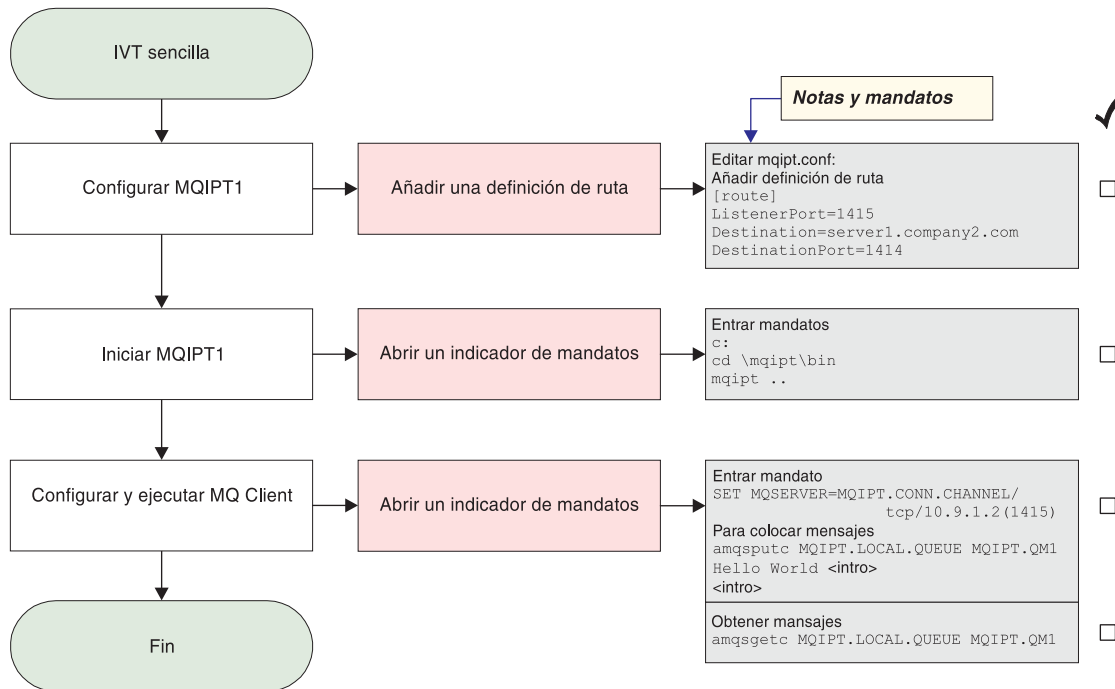 IVT sencilla
Notas y mandatos
Configurar MQIPT1
Añadir una definición de ruta
Editar mqipt.conf:
Añadir definición de ruta
[route]
ListenerPort=1415
Destination=server1.company2.com
DestinationPort=1414
Iniciar MQIPT1
Abrir un indicador de mandatos
Entrar mandatos
c:
cd \mqipt\bin
mqipt ..
Configurar y ejecutar MQ Client
Abrir un indicador de mandatos
Entrar mandato
SET MQSERVER=MQIPT.CONN.CHANNEL/
tcp/10.9.1.2(1415)
Para colocar mensajes
amqsputc MQIPT.LOCAL.QUEUE MQIPT.QM1
Hello World <intro>
<intro>
Obtener mansajes
amqsgetc MQIPT.LOCAL.QUEUE MQIPT.QM1
Fin